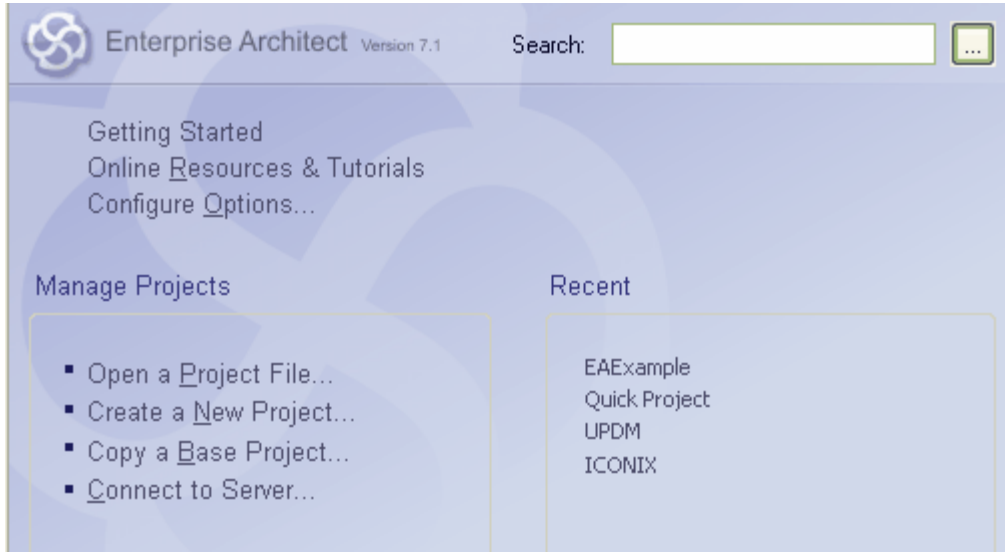 Enterprise Architect Version 7.1 Search: ...
Getting Started
Online Resources & Tutorials
Configure Options...
Manage Projects
Open a Project File...
Create a New Project...
Copy a Base Project...
Connect to Server...
Recent
EAExample
Quick Project
UPDM
ICONIX